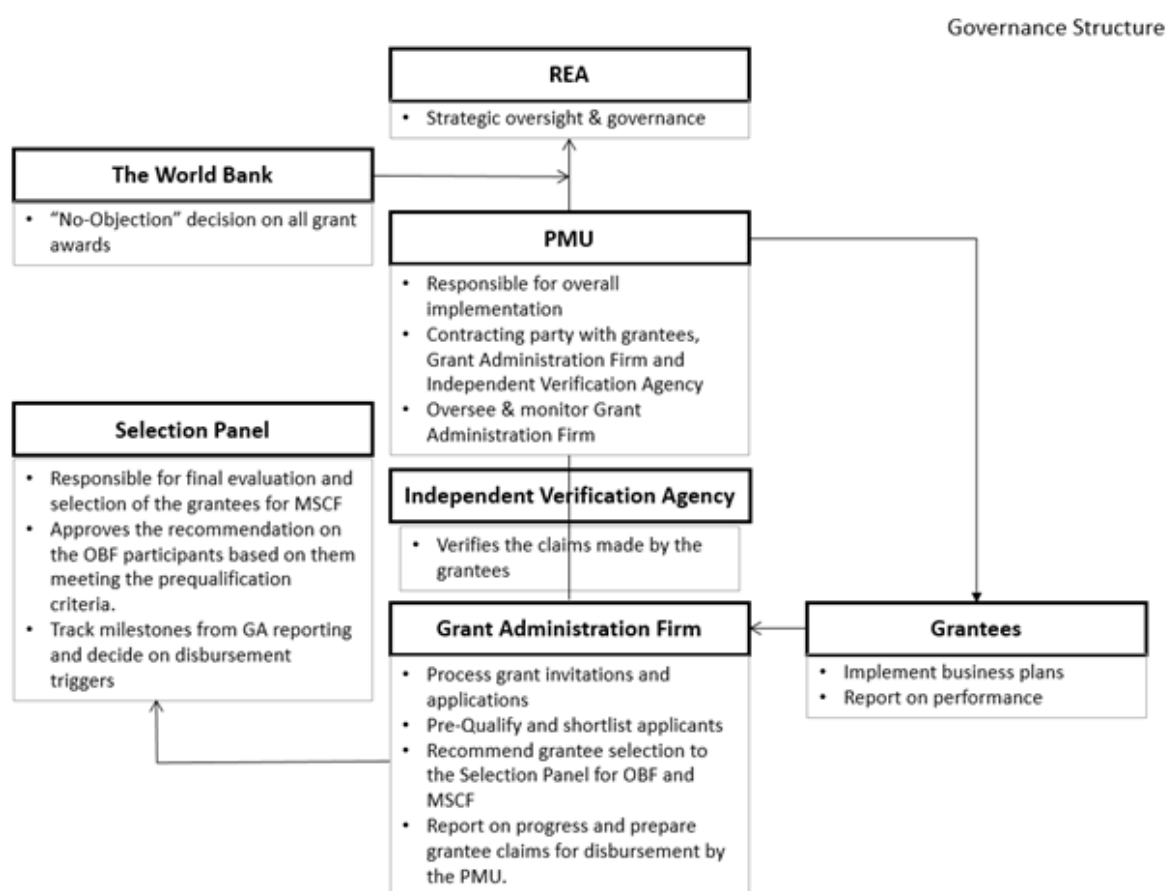 Governance Structure
REA
• Strategic oversight & governance
The World Bank
• “No-Objection” decision on all grant
awards
PMU
• Responsible for overall
implementation
• Contracting party with grantees,
Grant Administration Firm and
Independent Verification Agency
• Oversee & monitor Grant
Administration Firm
Selection Panel
• Responsible for final evaluation and
selection of the grantees for MSCF
• Approves the recommendation on
the OBF participants based on them
meeting the prequalification
criteria.
• Track milestones from GA reporting
and decide on disbursement
triggers
Independent Verification Agency
• Verifies the claims made by the
grantees
Grant Administration Firm
• Process grant invitations and
applications
• Pre-Qualify and shortlist applicants
• Recommend grantee selection to
the Selection Panel for OBF and
MSCF
• Report on progress and prepare
grantee claims for disbursement by
the PMU.
Grantees
• Implement business plans
• Report on performance